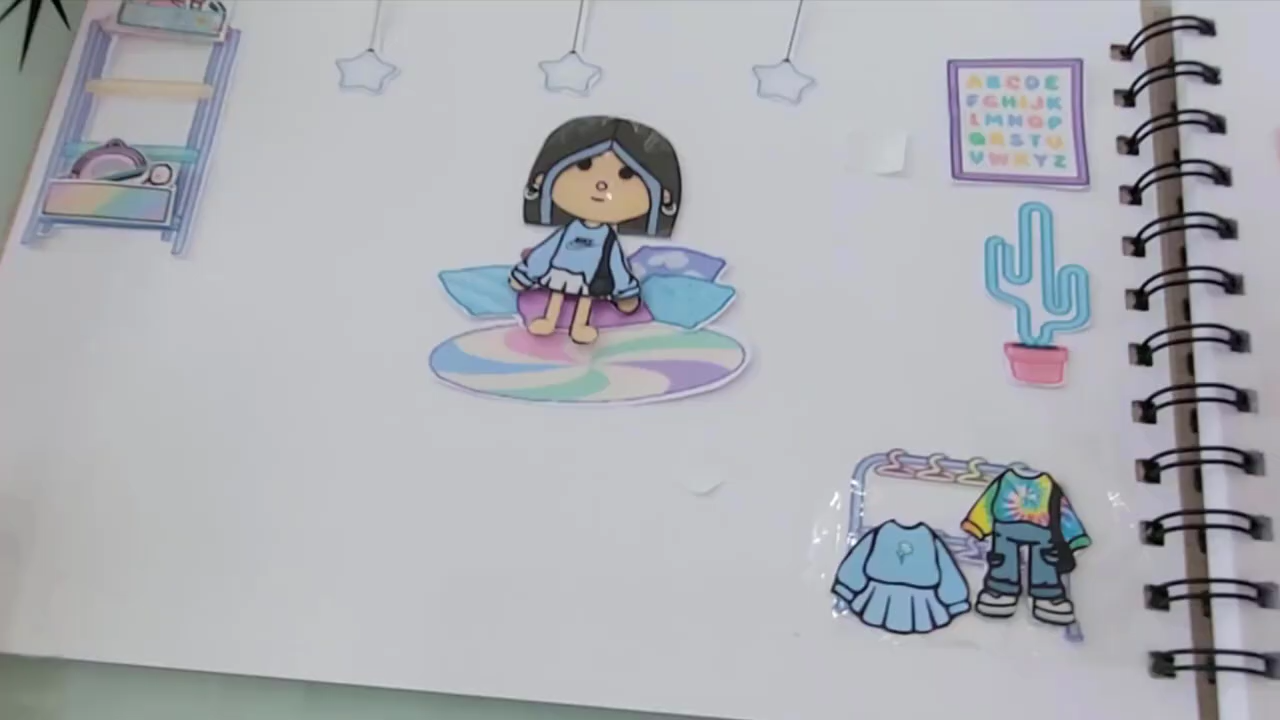 ABCDE
FGHIJK
LMNOP
QRSTU
VWXYZ